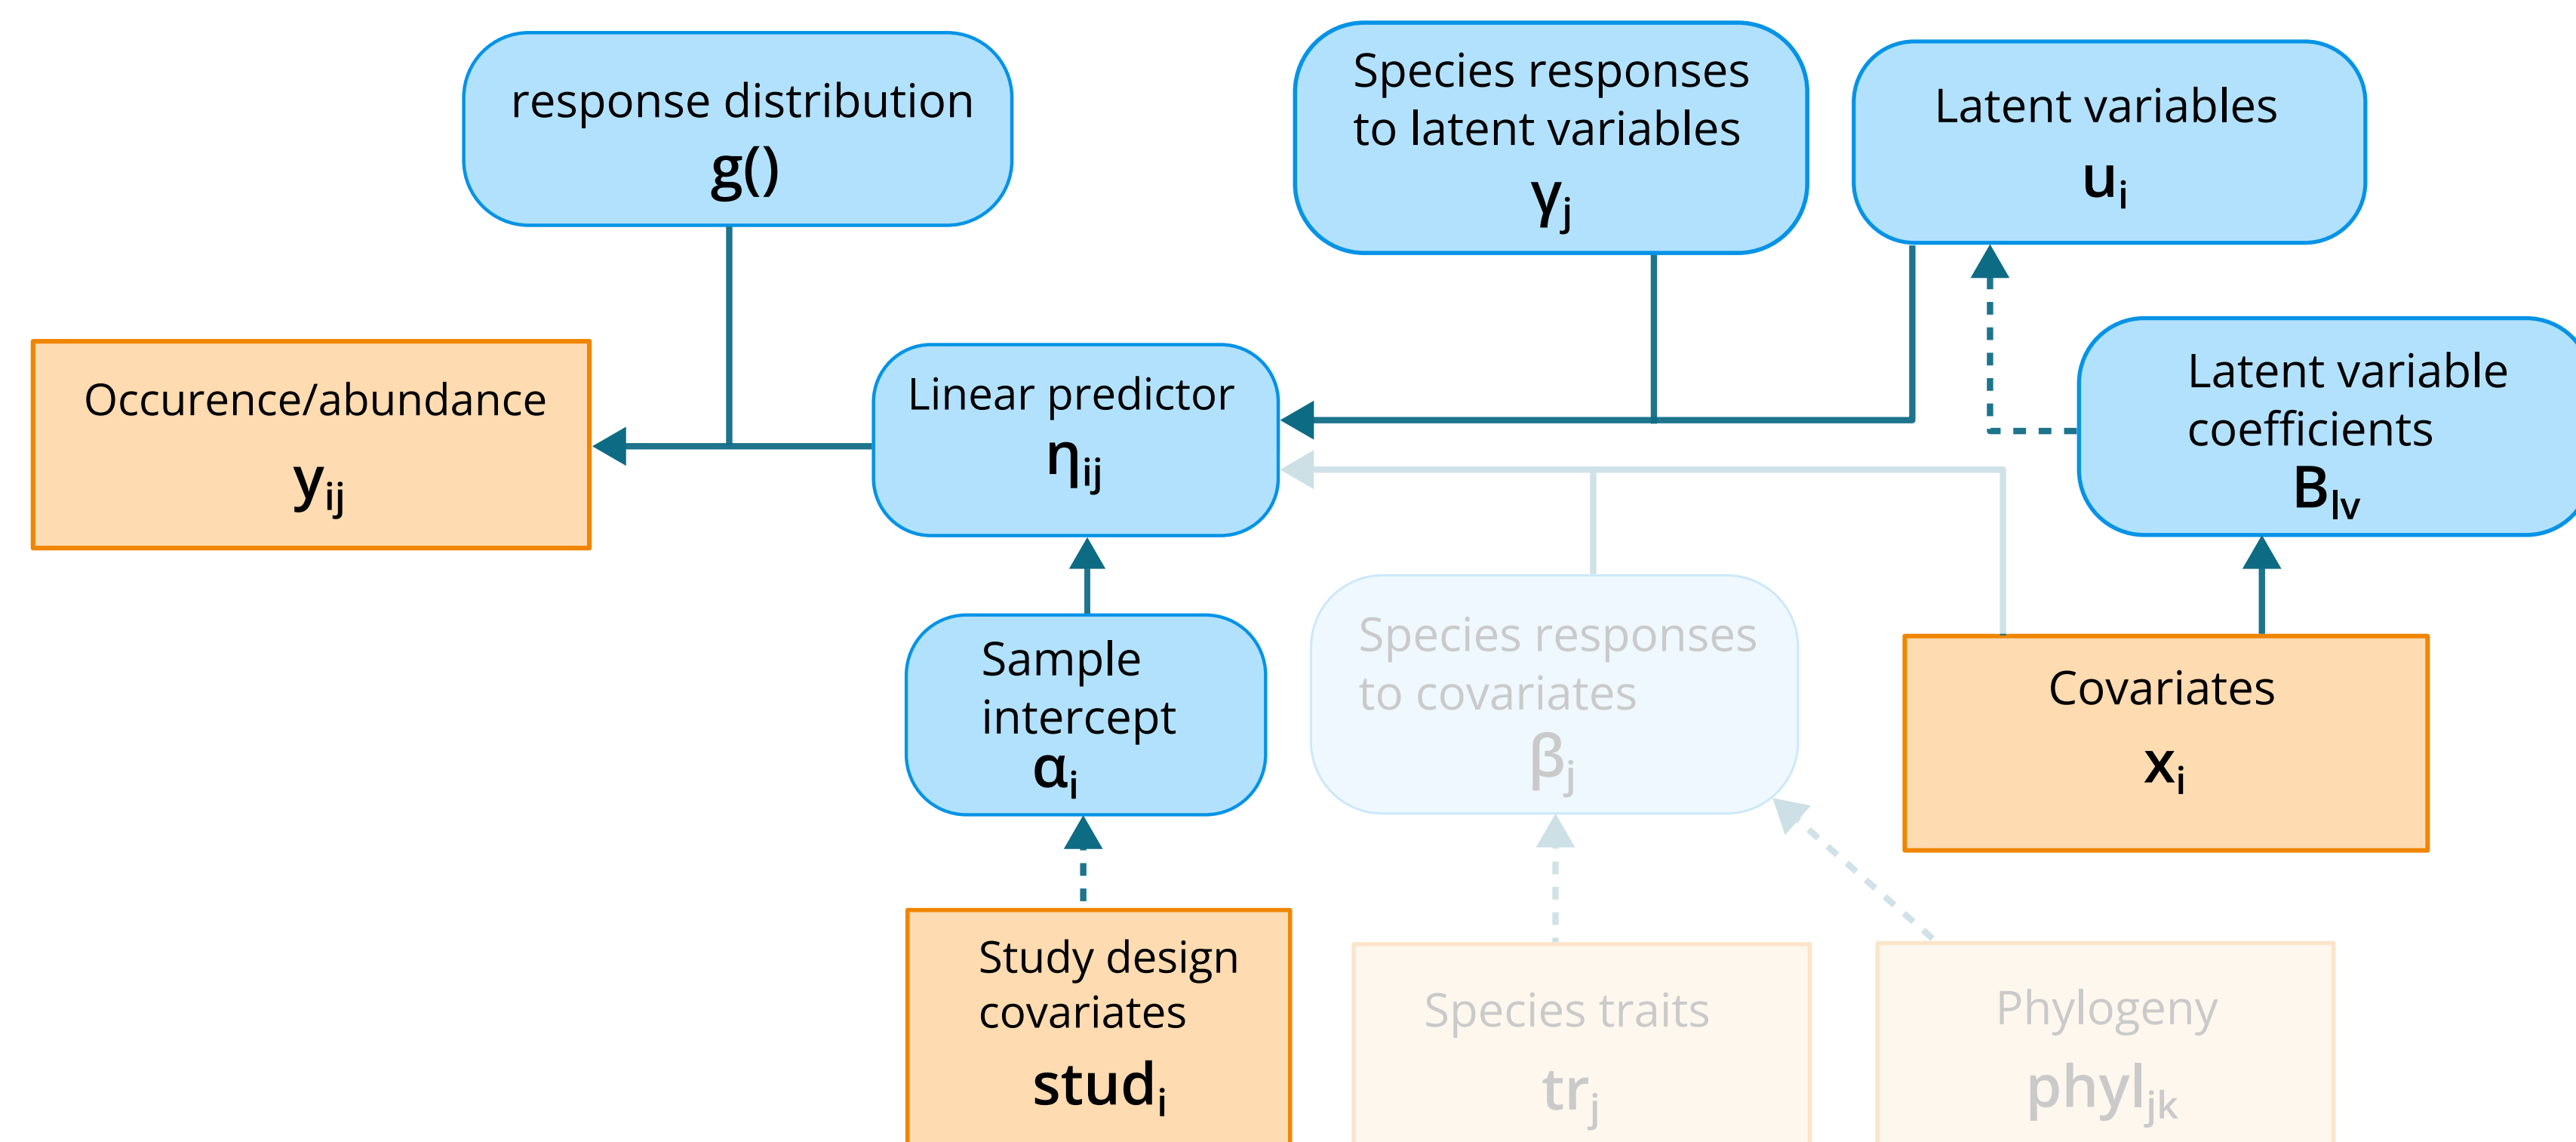 response distribution
g()
Species responses
to latent variables
γj
Latent variables
ui
Occurence/abundance
yij
Linear predictor
ηij
Latent variable
coefficients
Blv
Sample
intercept
αi
Species responses
to covariates
βj
Covariates
xi
Study design
covariates
studi
Species traits
trj
Phylogeny
phyljk